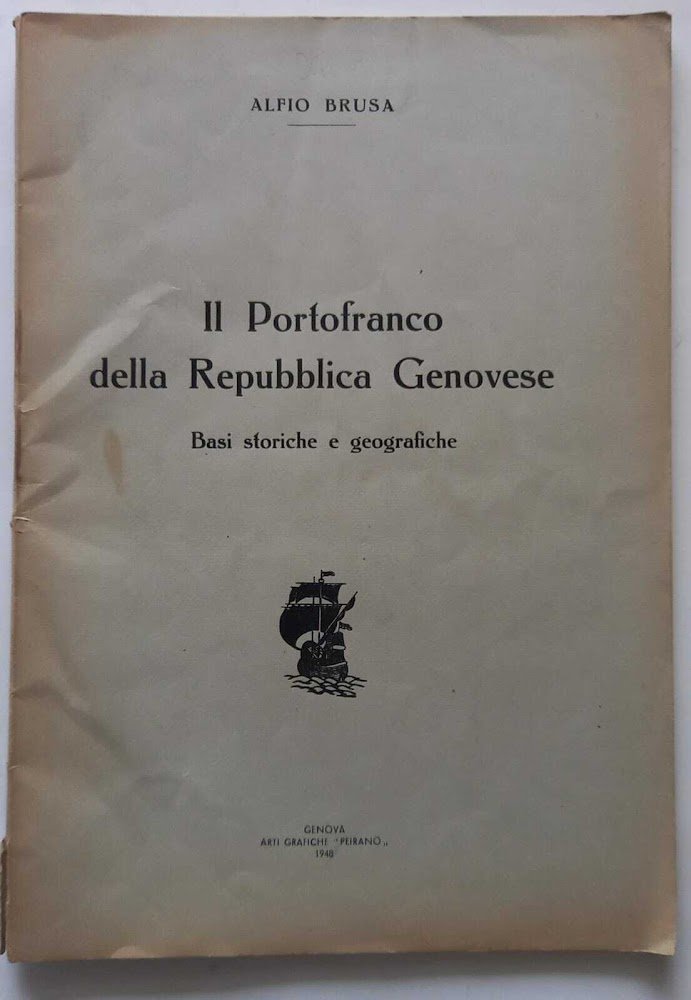 ALFIO BRUSA
Il Portofranco
della Repubblica Genovese
Basi storiche e geografiche
GENOVA
ARTI GRAFICHE "PEIRANO„
1948